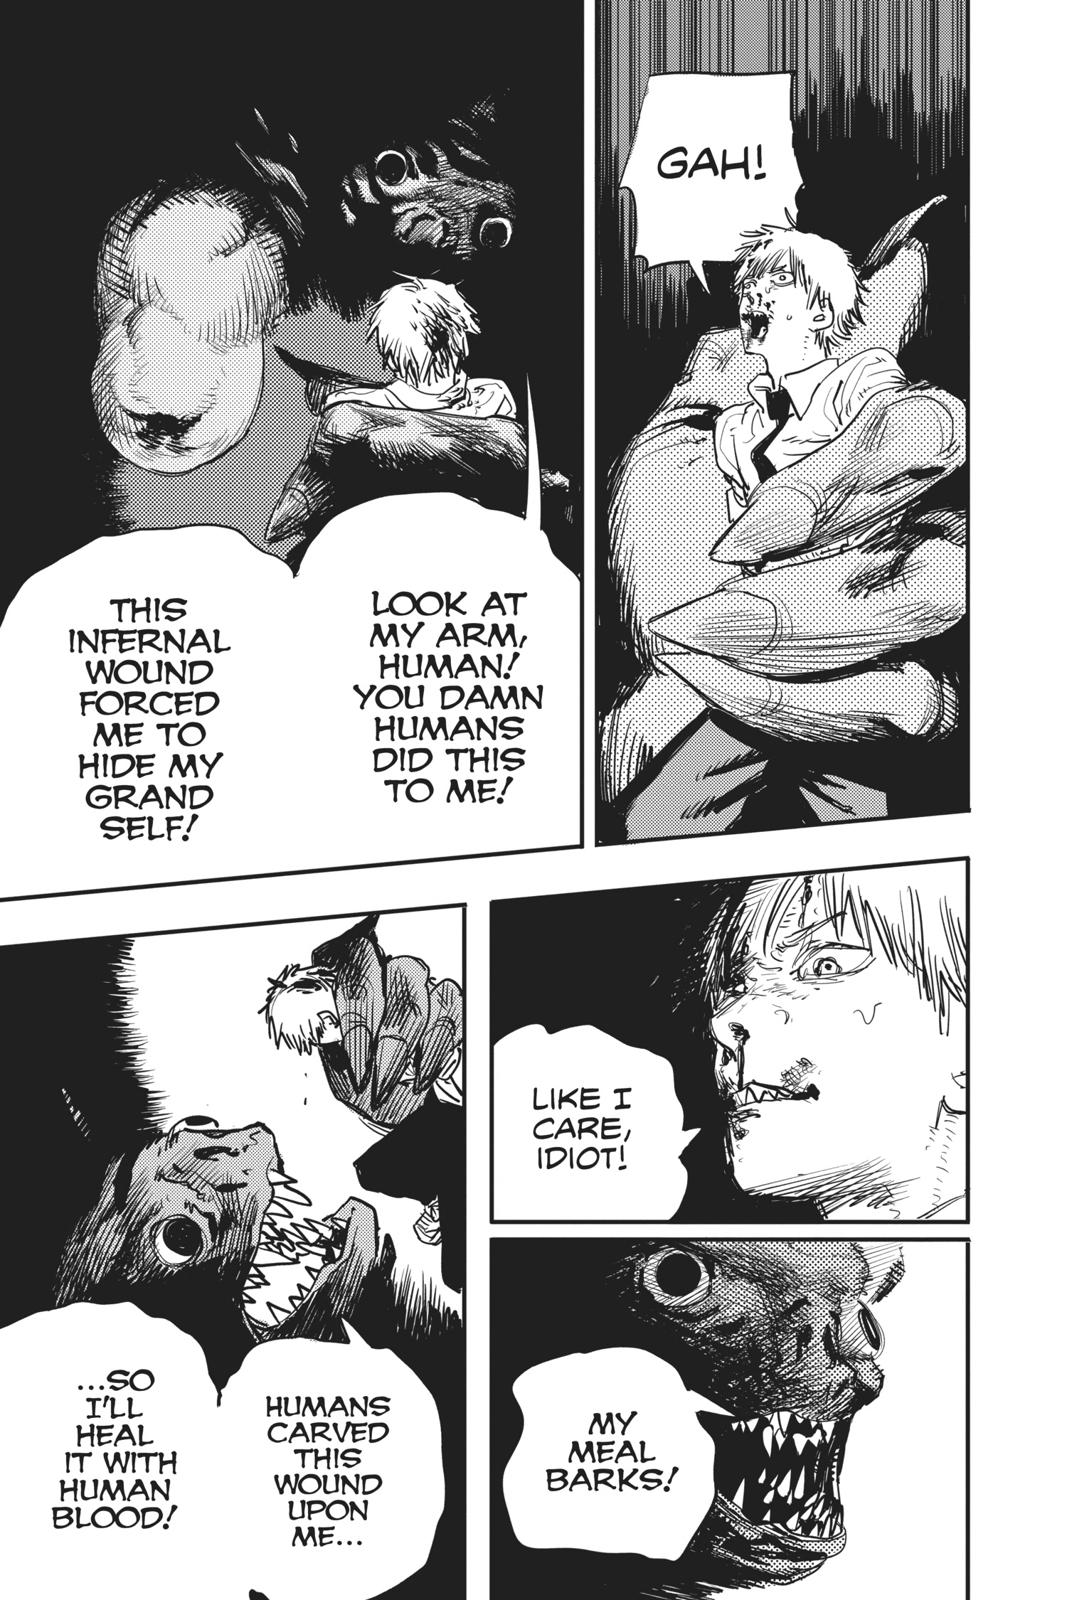 GAH!
LOOK AT
MY ARM,
HUMAN!
YOU DAMN
HUMANS
DID THIS
TO ME!
THIS
INFERNAL
WOUND
FORCED
ME TO
HIDE MY
GRAND
SELF!
LIKE I
CARE,
IDIOT!
MY
MEAL
BARKS!
HUMANS
CARVED
THIS
WOUND
UPON
ME...
...SO
I'LL
HEAL
IT WITH
HUMAN
BLOOD!